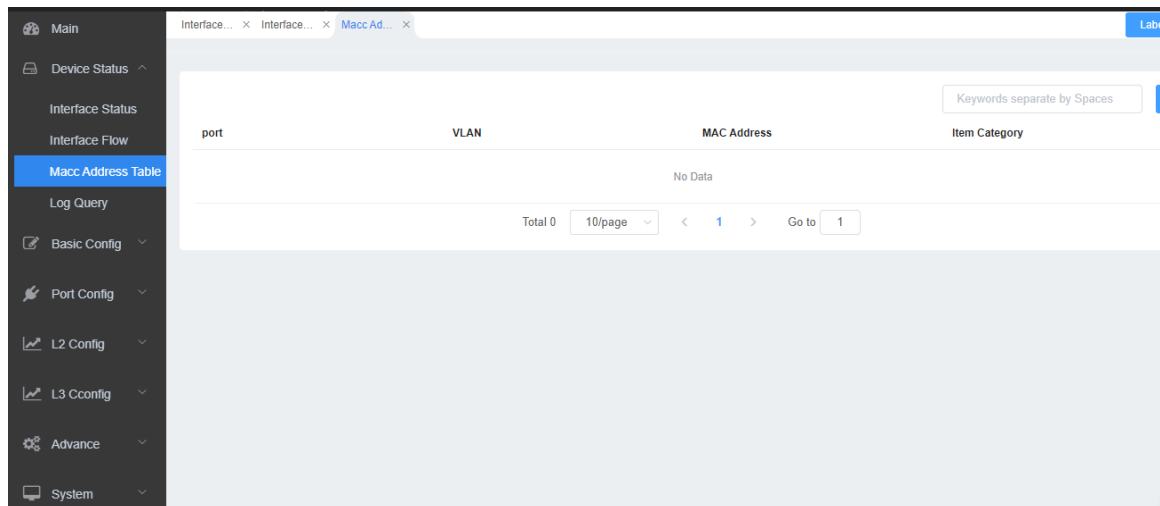 Main
Interface... × Interface... × Macc Ad... ×
Device Status
Interface Status
Interface Flow
Macc Address Table
Log Query
Basic Config
Port Config
L2 Config
L3 Cconfig
Advance
System
Keywords separate by Spaces
port VLAN MAC Address Item Category
No Data
Total 0 10/page < 1 > Go to 1